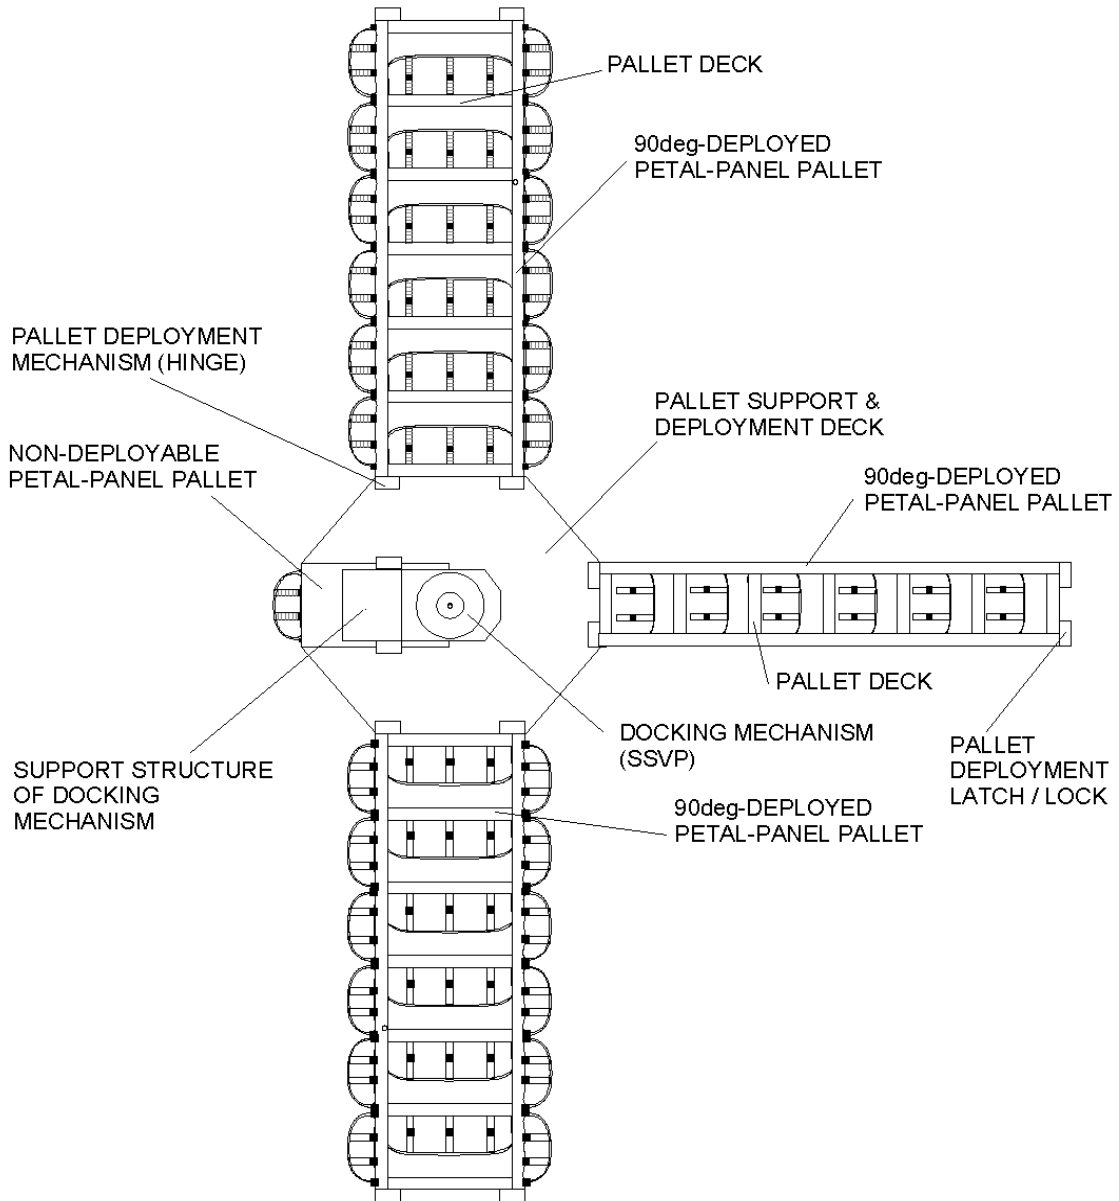 PALLET DECK
90deg-DEPLOYED
PETAL-PANEL PALLET
PALLET DEPLOYMENT
MECHANISM (HINGE)
PALLET SUPPORT &
DEPLOYMENT DECK
NON-DEPLOYABLE
PETAL-PANEL PALLET
90deg-DEPLOYED
PETAL-PANEL PALLET
PALLET DECK
SUPPORT STRUCTURE
OF DOCKING
MECHANISM
DOCKING MECHANISM
(SSVP)
PALLET
DEPLOYMENT
LATCH / LOCK
90deg-DEPLOYED
PETAL-PANEL PALLET